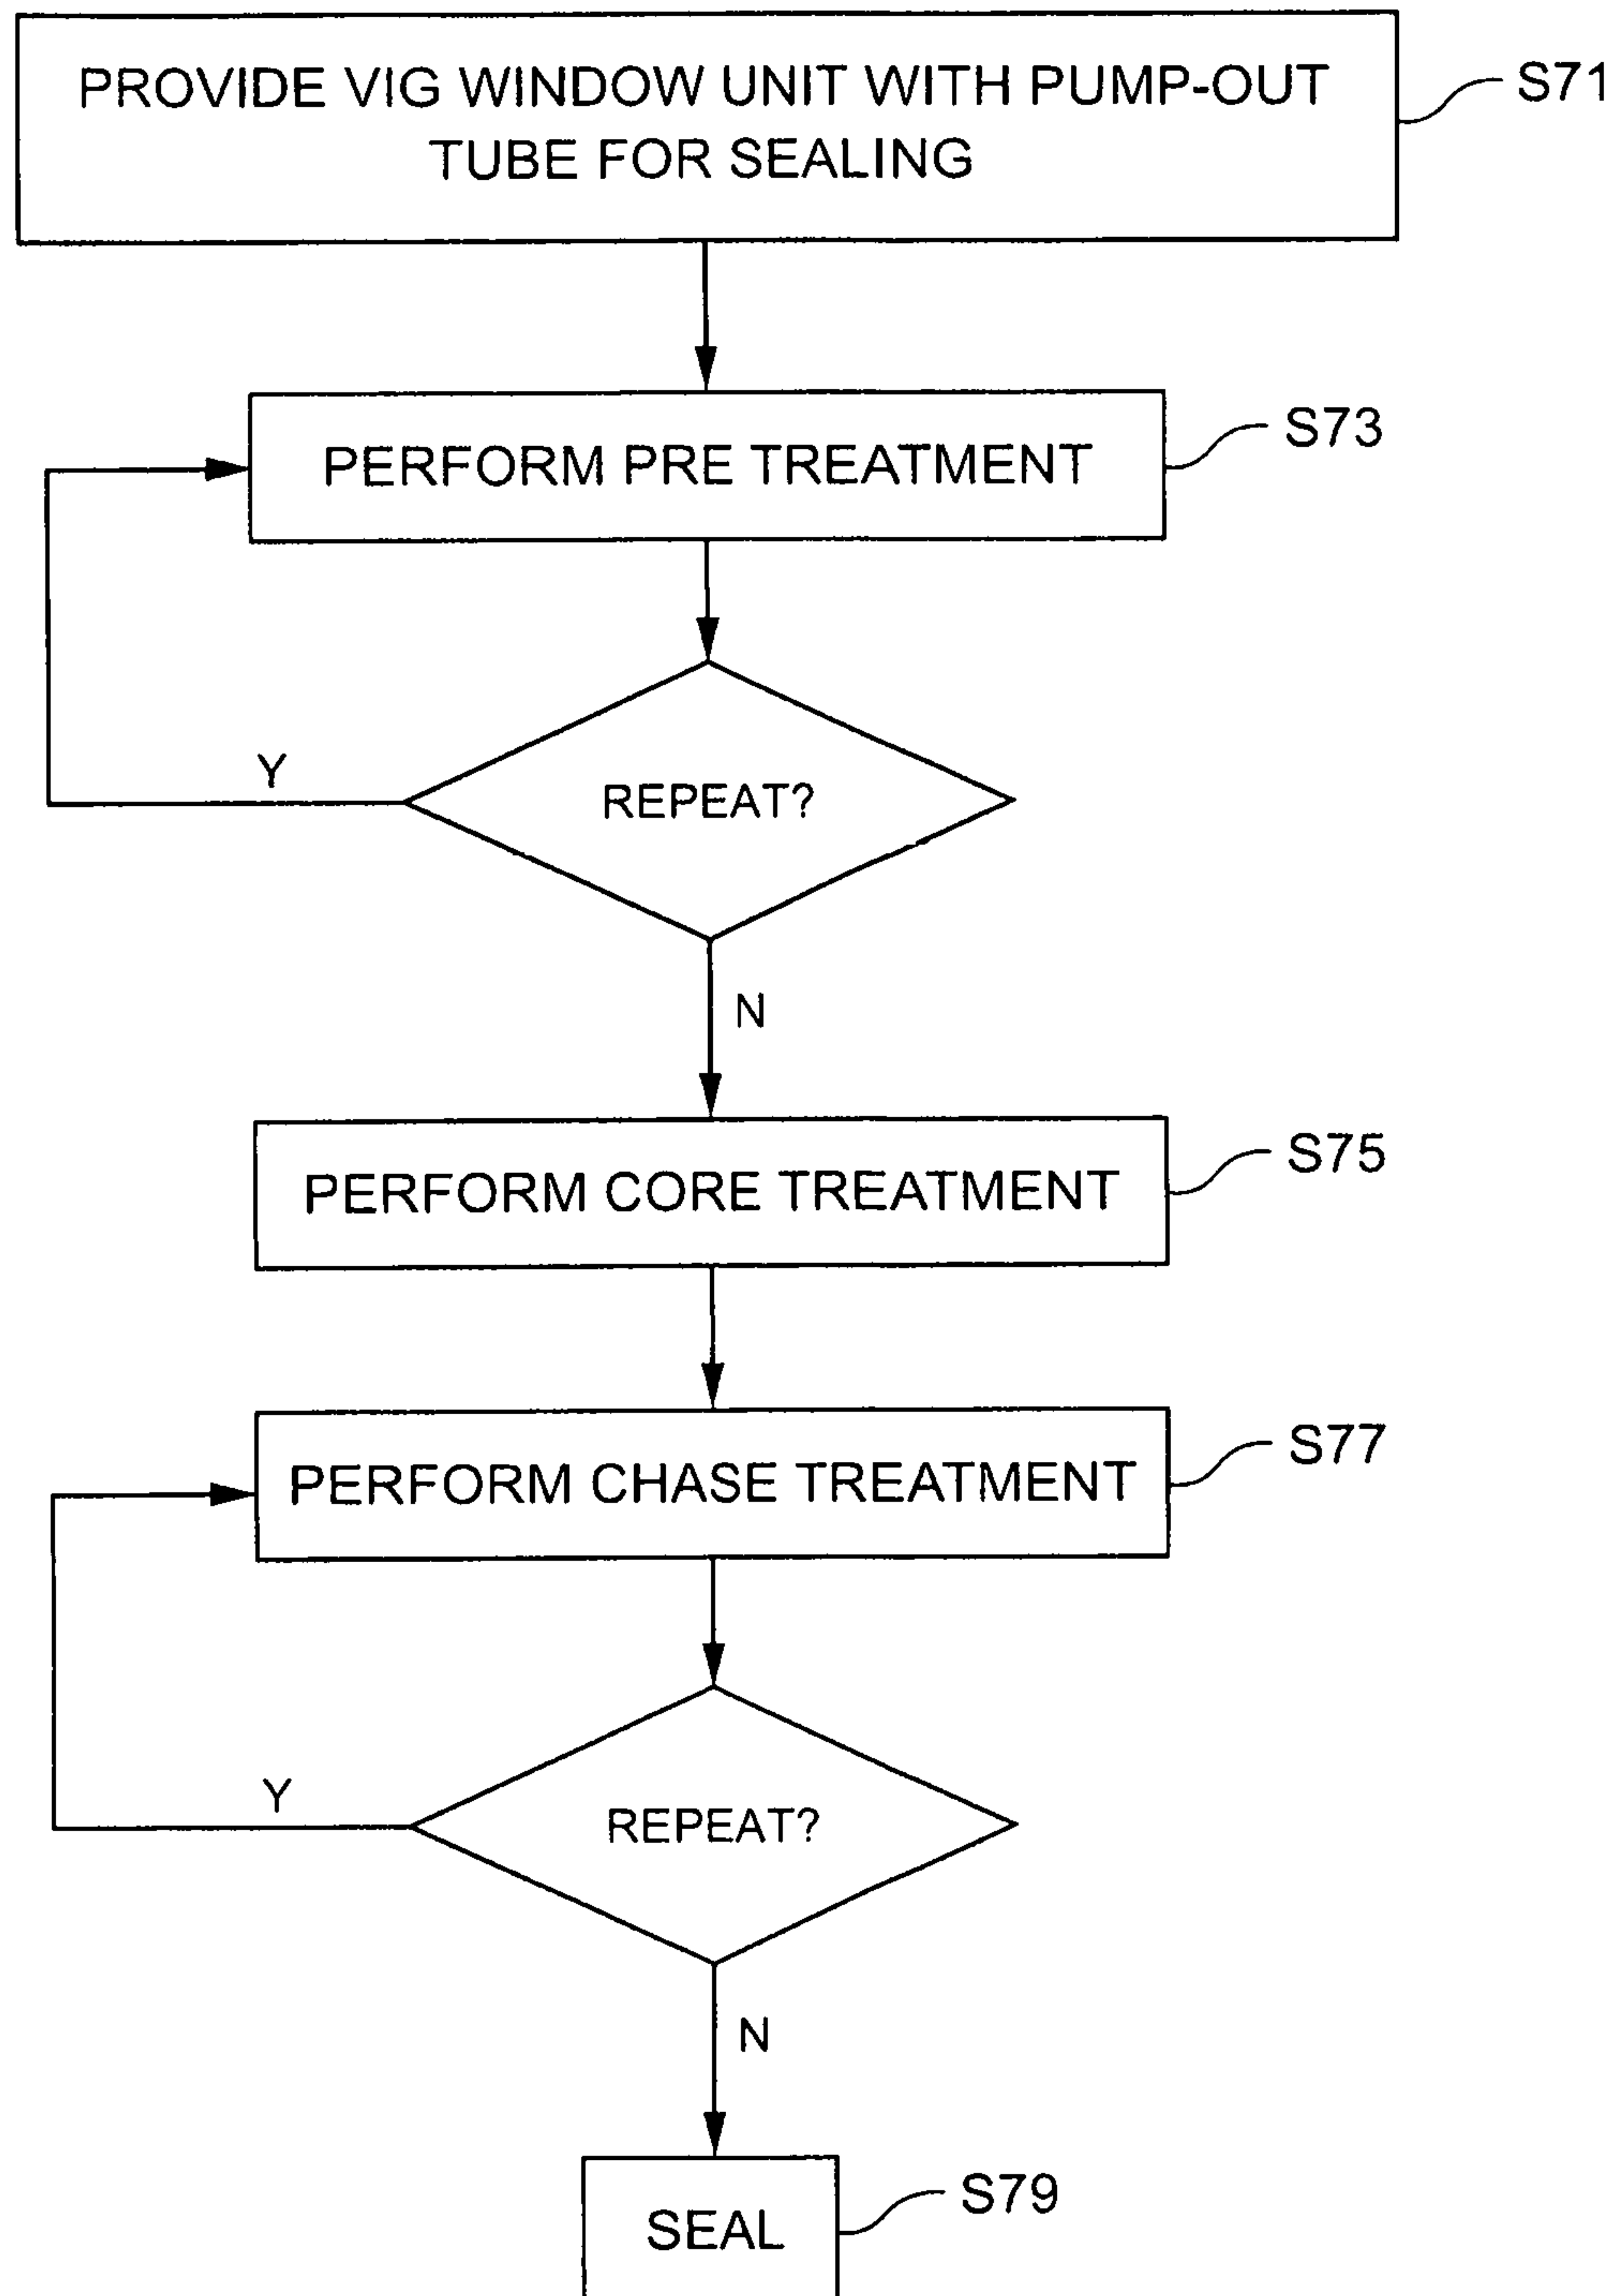 PROVIDE VIG WINDOW UNIT WITH PUMP-OUT
TUBE FOR SEALING
S71
PERFORM PRE TREATMENT
S73
REPEAT?
Y
N
PERFORM CORE TREATMENT
S75
PERFORM CHASE TREATMENT
S77
REPEAT?
Y
N
SEAL
S79